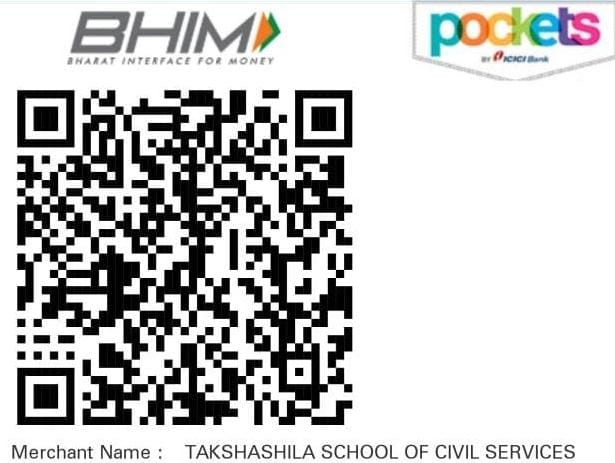 BHIM
BHARAT INTERFACE FOR MONEY
pockets
BY ICICI Bank
Merchant Name : TAKSHASHILA SCHOOL OF CIVIL SERVICES